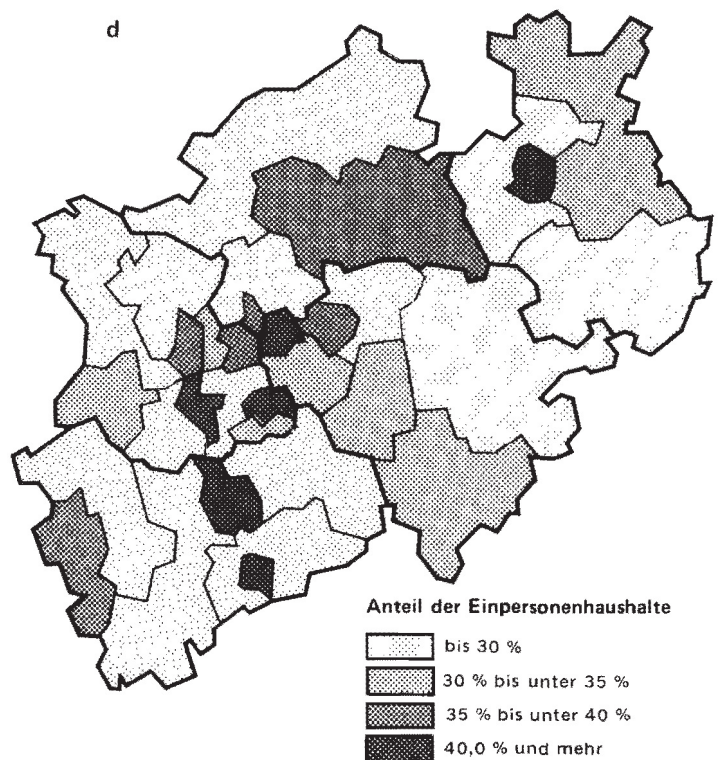 d
Anteil der Einpersonenhaushalte
bis 30 %
30 % bis unter 35 %
35 % bis unter 40 %
40,0 % und mehr